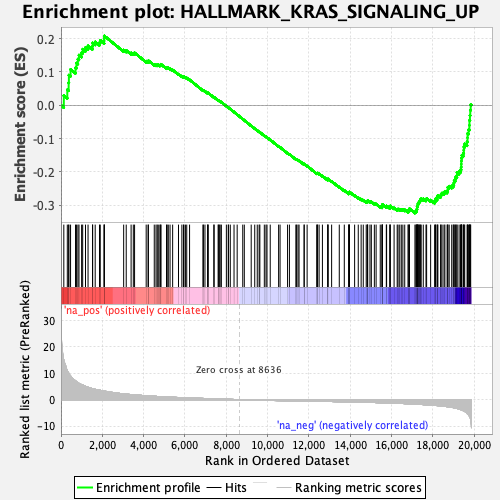 Enrichment plot: HALLMARK_KRAS_SIGNALING_UP
Enrichment score (ES)
0.2
0.1
0.0
-0.1
-0.2
-0.3
'na_pos' (positively correlated)
Ranked list metric (PreRanked)
30
20
10
0
-10
Zero cross at 8636
'na_neg' (negatively correlated)
0
2,000
4,000
6,000
8,000
10,000
12,000
14,000
16,000
18,000
20,000
Rank in Ordered Dataset
Enrichment profile
Hits
Ranking metric scores